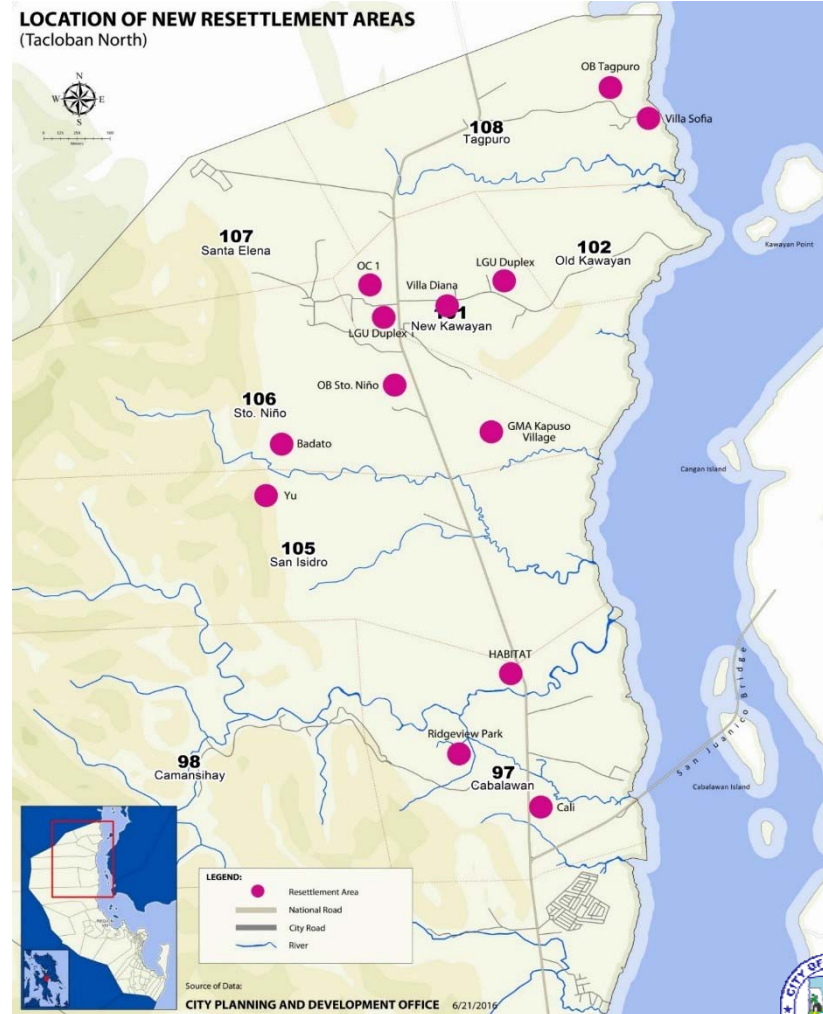 LOCATION OF NEW RESETTLEMENT AREAS
(Tacloban North)
N
W E
S
OB Tagpuro
Villa Sofia
108
Tagpuro
107
Santa Elena
102
Old Kawayan
Kawayan Point
OC 1
Villa Diana
LGU Duplex
101
New Kawayan
LGU Duplex
OB Sto. Niño
106
Sto. Niño
Badato
GMA Kapuso
Village
Cangan Island
Yu
105
San Isidro
HABITAT
San Juanico Bridge
Ridgeview Park
98
Camansihay
97
Cabalawan
Cali
Cabalawan Island
LEGEND:
Resettlement Area
National Road
City Road
River
Source of Data:
CITY PLANNING AND DEVELOPMENT OFFICE 6/21/2016
CITY OF